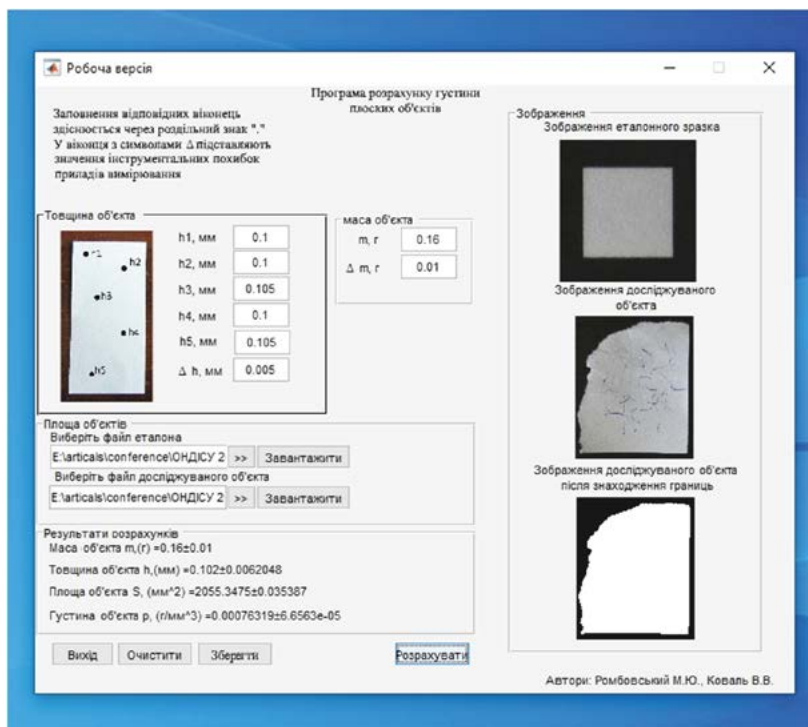 Робоча версія
Програма розрахунку густини
плоских об'єктів
Заповнення відповідних віконець
здіснюється через роздільний знак "."
У віконця з символами Δ підставляють
значення інструментальних похибок
приладів вимірювання
Товщина об'єкта
h2
h3
h4
h5
h1, мм 0.1
h2, мм 0.1
h3, мм 0.105
h4, мм 0.1
h5, мм 0.105
Δ h, мм 0.005
маса об'єкта
m, г 0.16
Δ m, г 0.01
Площа об'єктів
Виберіть файл еталона
E:\articals\conference\ОНДІСУ 2 >> Завантажити
Виберіть файл досліджуваного об'єкта
E:\articals\conference\ОНДІСУ 2 >> Завантажити
Результати розрахунків
Маса об'єкта m,(г) =0.16±0.01
Товщина об'єкта h,(мм) =0.102±0.0062048
Площа об'єкта S, (мм^2) =2055.3475±0.035387
Густина об'єкта p, (г/мм^3) =0.00076319±6.6563e-05
Вихід Очистити Зберегти Розрахувати
Зображення
Зображення еталонного зразка
Зображення досліджуваного
об'єкта
Зображення досліджуваного об'єкта
після знаходження границь
Автори: Ромбовський М.Ю., Коваль В.В.